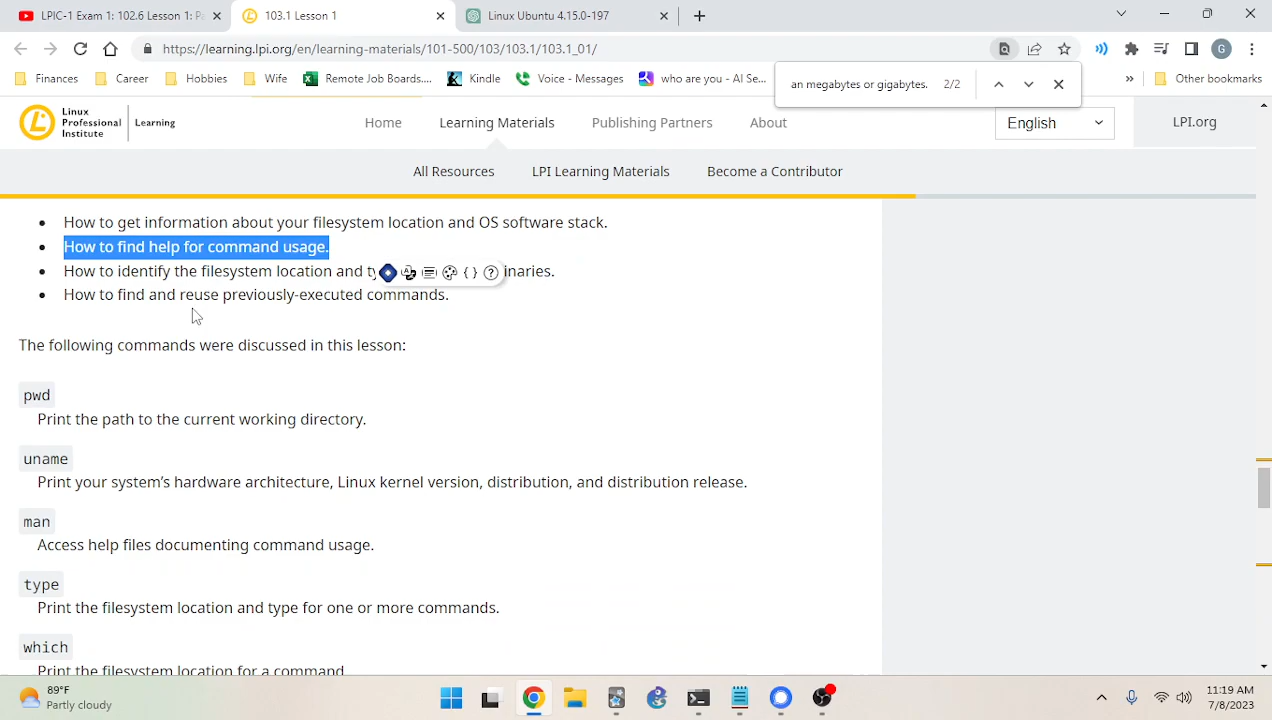 LPIC-1 Exam 1: 102.6 Lesson 1: Pa
103.1 Lesson 1
Linux Ubuntu 4.15.0-197
https://learning.lpi.org/en/learning-materials/101-500/103/103.1/103.1_01/
G
Finances
Career
Hobbies
Wife
Remote Job Boards....
Kindle
Voice - Messages
who are you - AI Se...
»
Other bookmarks
an megabytes or gigabytes.
2/2
Linux
Professional
Institute
Learning
Home
Learning Materials
Publishing Partners
About
English
LPI.org
All Resources
LPI Learning Materials
Become a Contributor
• How to get information about your filesystem location and OS software stack.
• How to find help for command usage.
• How to identify the filesystem location and ty inaries.
• How to find and reuse previously-executed commands.
The following commands were discussed in this lesson:
pwd
Print the path to the current working directory.
uname
Print your system's hardware architecture, Linux kernel version, distribution, and distribution release.
man
Access help files documenting command usage.
type
Print the filesystem location and type for one or more commands.
which
Print the filesystem location for a command.
89°F
Partly cloudy
11:19 AM
7/8/2023